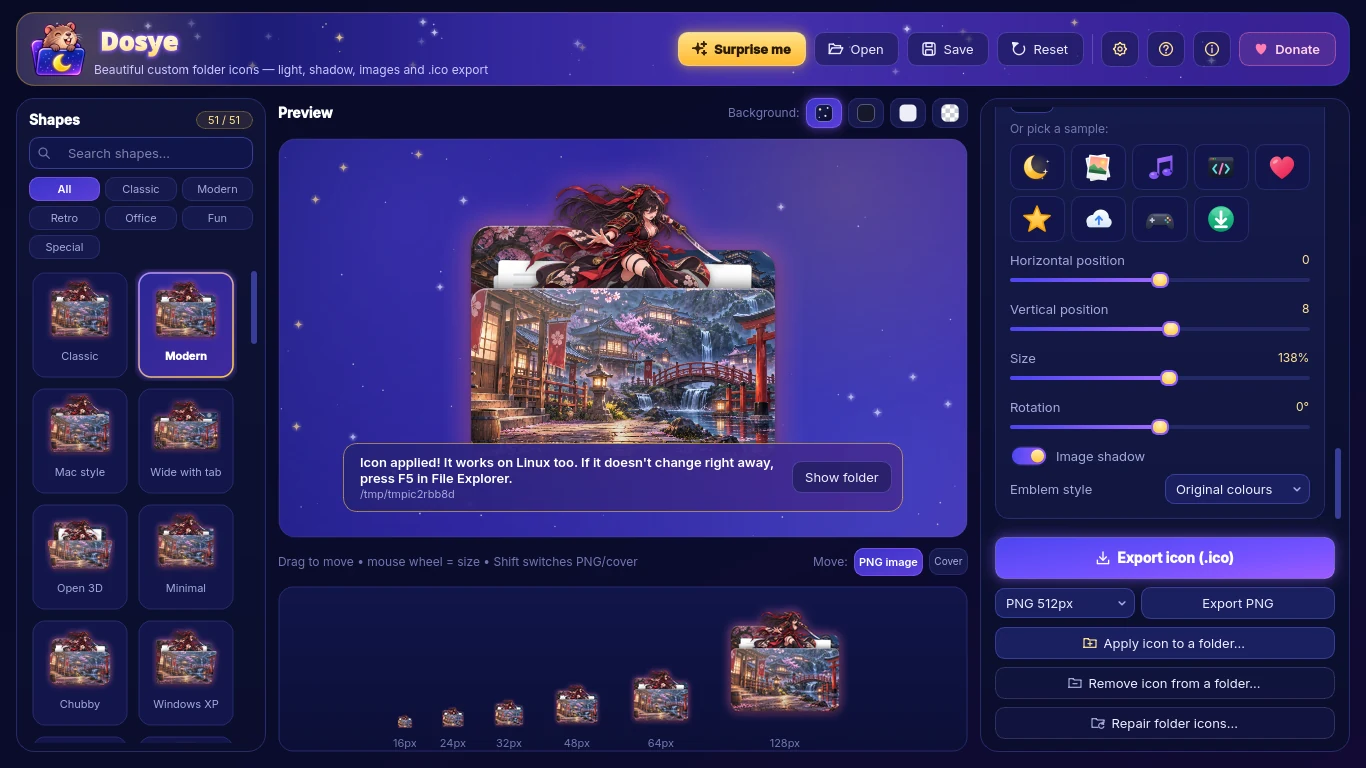 Dosye
Beautiful custom folder icons — light, shadow, images and .ico export
Surprise me
Open
Save
Reset
Donate
Shapes
51 / 51
Search shapes...
All
Classic
Modern
Retro
Office
Fun
Special
Classic
Modern
Mac style
Wide with tab
Open 3D
Minimal
Chubby
Windows XP
Preview
Background:
Icon applied! It works on Linux too. If it doesn't change right away,
press F5 in File Explorer.
/tmp/tmpic2rbb8d
Show folder
Drag to move • mouse wheel = size • Shift switches PNG/cover
Move:
PNG image
Cover
16px
24px
32px
48px
64px
128px
Or pick a sample:
Horizontal position
0
Vertical position
8
Size
138%
Rotation
0°
Image shadow
Emblem style
Original colours
Export icon (.ico)
PNG 512px
Export PNG
Apply icon to a folder...
Remove icon from a folder...
Repair folder icons...